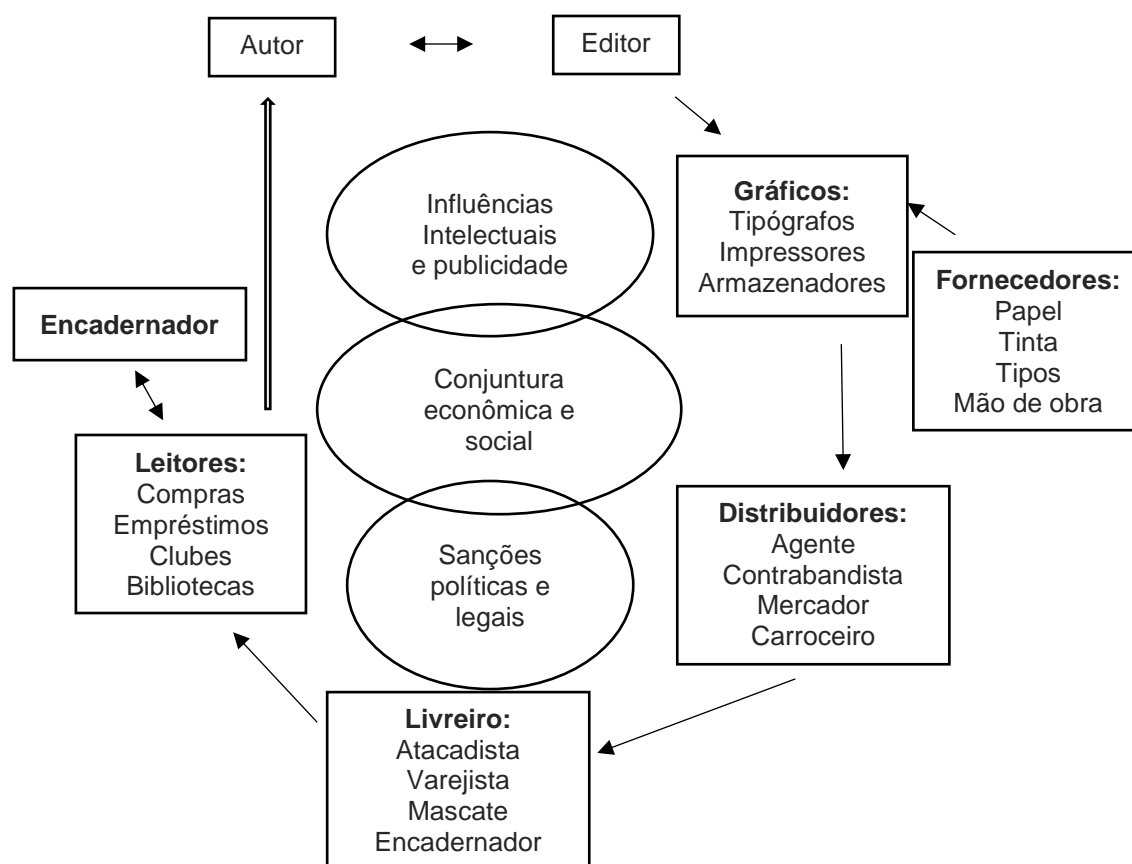 Autor
Editor
Influências
Intelectuais
e publicidade
Gráficos:
Tipógrafos
Impressores
Armazenadores
Fornecedores:
Papel
Tinta
Tipos
Mão de obra
Encadernador
Conjuntura
econômica e
social
Leitores:
Compras
Empréstimos
Clubes
Bibliotecas
Sanções
políticas e
legais
Distribuidores:
Agente
Contrabandista
Mercador
Carroceiro
Livreiro:
Atacadista
Varejista
Mascate
Encadernador